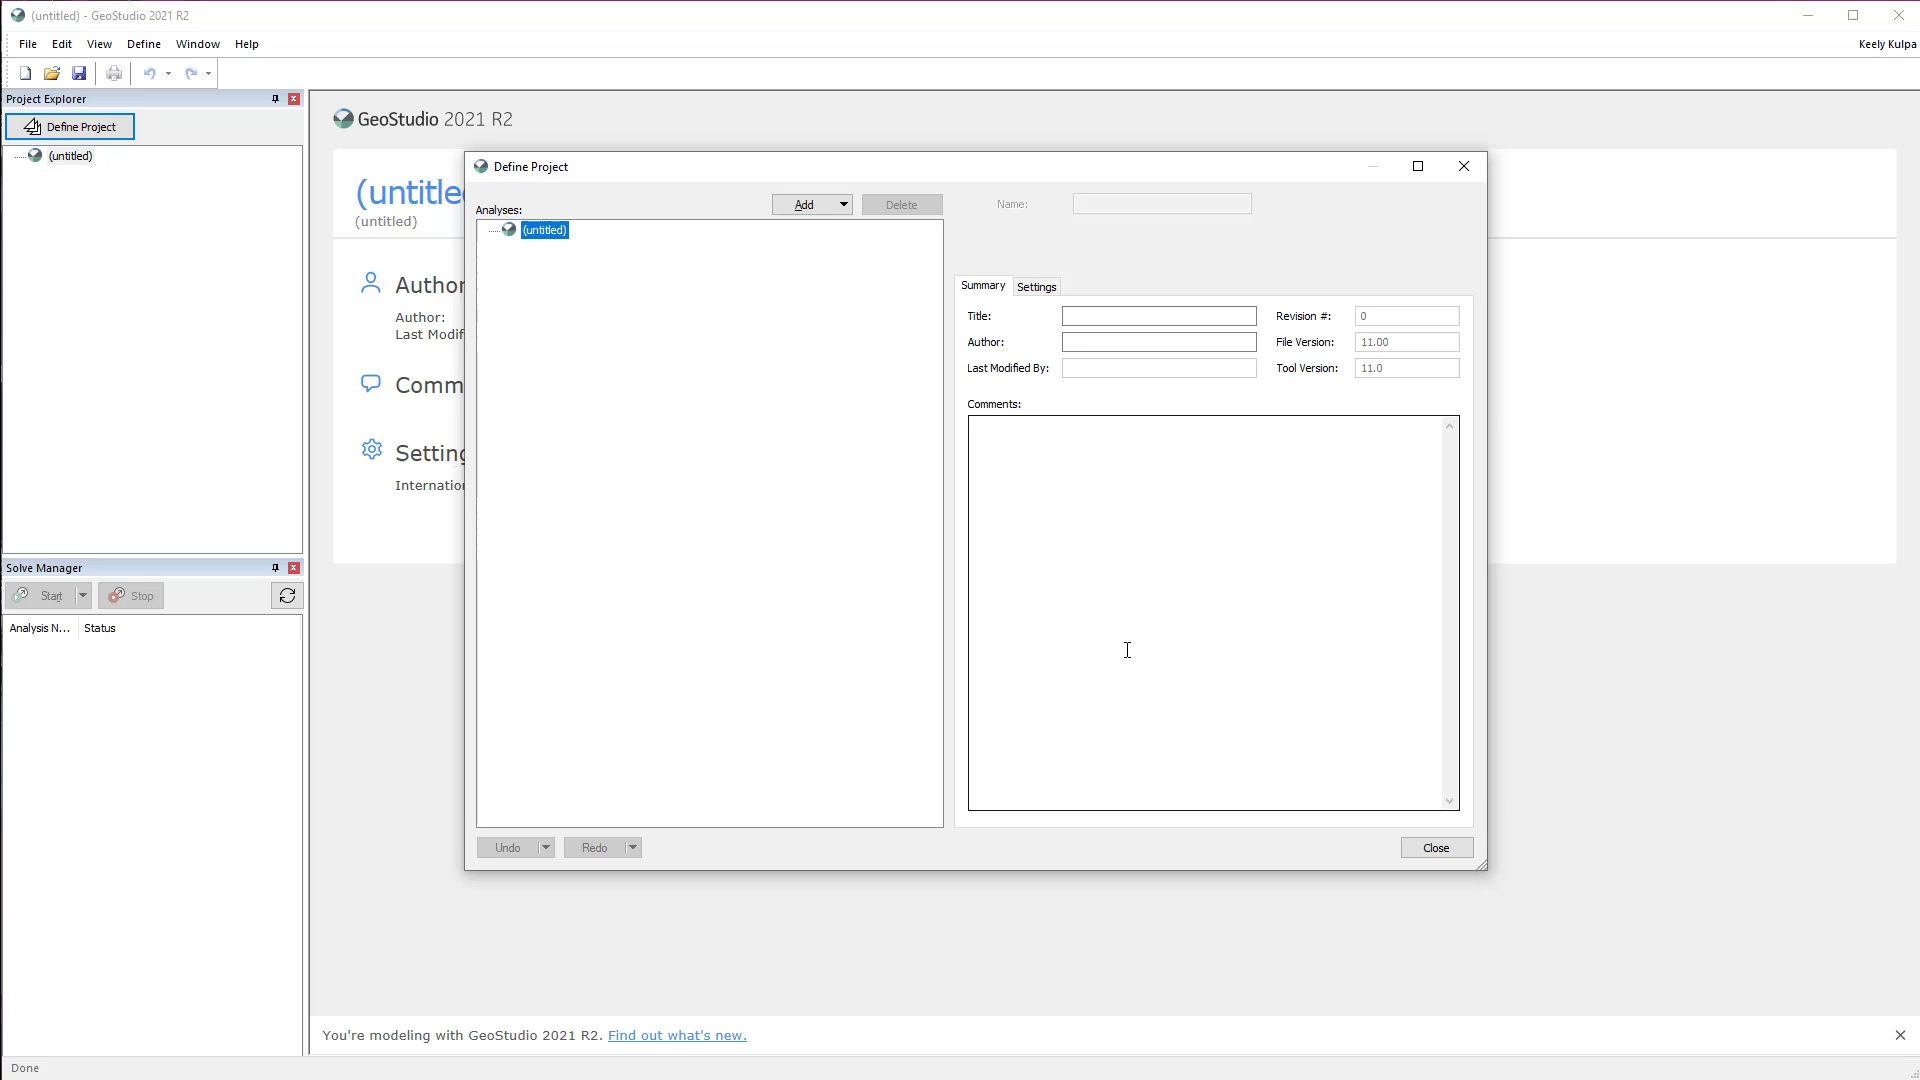 (untitled) - GeoStudio 2021 R2
File Edit View Define Window Help
Keely Kulpa
Project Explorer
Define Project
(untitled)
Solve Manager
Start Stop
Analysis N... Status
GeoStudio 2021 R2
(untitle
(untitled)
Author
Author:
Last Modif
Comm
Setting
Internation
Define Project
Analyses:
Add Delete
(untitled)
Name:
Summary Settings
Title: Revision #: 0
Author: File Version: 11.00
Last Modified By: Tool Version: 11.0
Comments:
Undo Redo Close
You're modeling with GeoStudio 2021 R2. Find out what's new.
Done